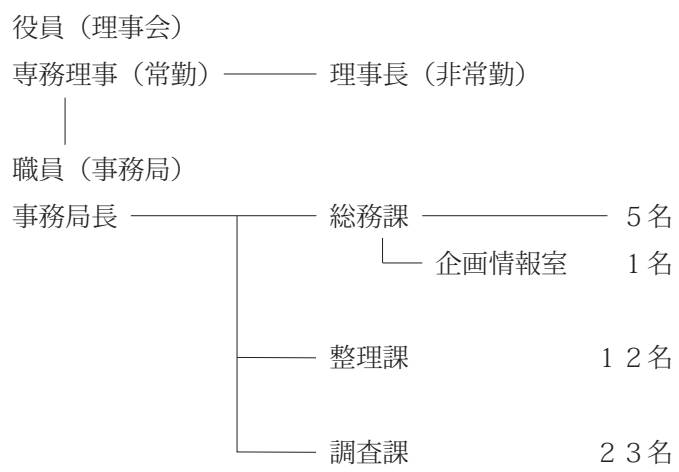 役員（理事会）
専務理事（常勤） 理事長（非常勤）
職員（事務局）
事務局長 総務課 5名
企画情報室 1名
整理課 12名
調査課 23名